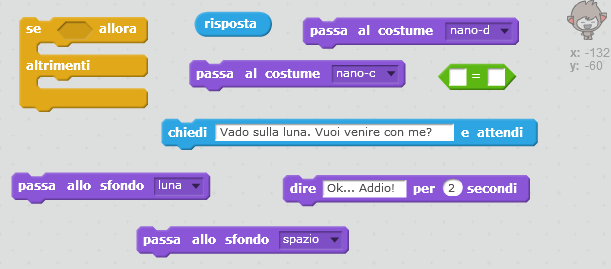 se allora
risposta
passa al costume nano-d
altrimenti
passa al costume nano-c
=
x: -132
y: -60
chiedi Vado sulla luna. Vuoi venire con me? e attendi
passa allo sfondo luna
dire Ok... Addio! per 2 secondi
passa allo sfondo spazio